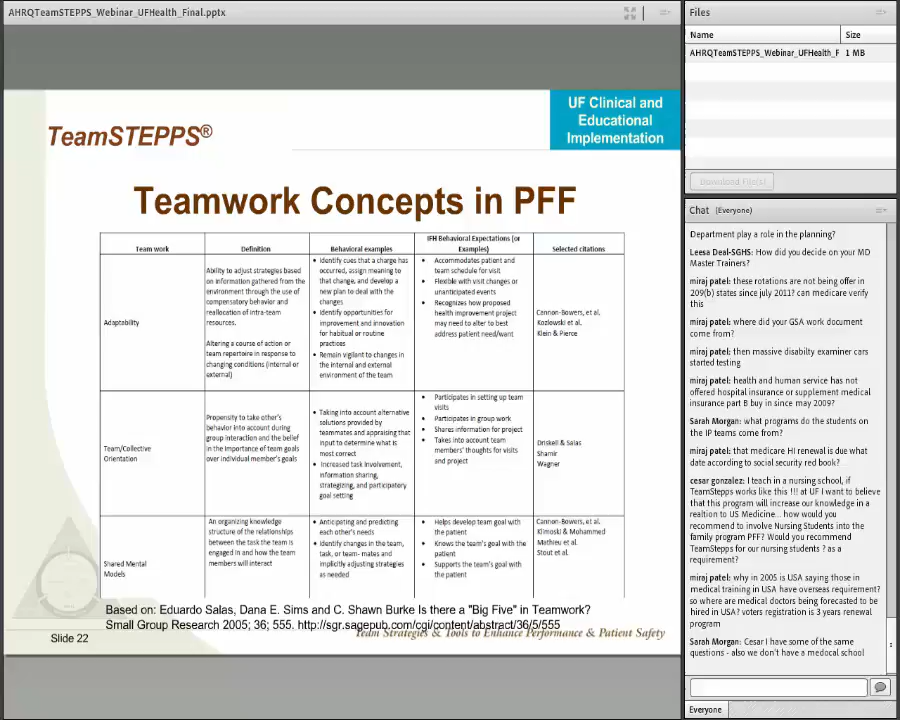 AHRQTeamSTEPPS_Webinar_UFHealth_Final.pptx
TeamSTEPPS®
UF Clinical and
Educational
Implementation
Teamwork Concepts in PFF
Team work
Definition
Behavioral examples
IFH Behavioral Expectations (or
Examples)
Selected citations
Adaptability
Ability to adjust strategies based
on information gathered from the
environment through the use of
compensatory behavior and
reallocation of intra-team
resources.
Altering a course of action or
team repertoire in response to
changing conditions (internal or
external)
• Identify cues that a change has
occurred, assign meaning to
that change, and develop a
new plan to deal with the
changes
• Identify opportunities for
improvement and innovation
for habitual or routine
practices
• Remain vigilant to changes in
the internal and external
environment of the team
• Accommodates patient and
team schedule for visit
• Flexible with visit changes or
unanticipated events
• Recognizes how proposed
health improvement project
may need to alter to best
address patient need/want
Cannon-Bowers, et al.
Kozlowski et al.
Klein & Pierce
Team/Collective
Orientation
Propensity to take other's
behavior into account during
group interaction and the belief
in the importance of team goals
over individual member's goals
• Taking into account alternative
solutions provided by
teammates and appraising that
input to determine what is
most correct
• Increased task involvement,
information sharing,
strategizing, and participatory
goal setting
• Participates in setting up team
visits
• Participates in group work
• Shares information for project
• Takes into account team
members' thoughts for visits
and project
Driskell & Salas
Shamir
Wagner
Shared Mental
Models
An organizing knowledge
structure of the relationships
between the task the team is
engaged in and how the team
members will interact
• Anticipating and predicting
each other's needs
• Identify changes in the team,
task, or team- mates and
implicitly adjusting strategies
as needed
• Helps develop team goal with
the patient
• Knows the team's goal with the
patient
• Supports the team's goal with
the patient
Cannon-Bowers, et al.
Klimoski & Mohammed
Mathieu et al.
Stout et al.
Based on: Eduardo Salas, Dana E. Sims and C. Shawn Burke Is there a "Big Five" in Teamwork?
Small Group Research 2005; 36; 555. http://sgr.sagepub.com/cgi/content/abstract/36/5/555
Slide 22
Team Strategies & Tools to Enhance Performance & Patient Safety
Files
Name Size
AHRQTeamSTEPPS_Webinar_UFHealth_F 1 MB
Download File(s)
Chat (Everyone)
Department play a role in the planning?
Leesa Deal-SGHS: How did you decide on your MD
Master Trainers?
miraj patel: these rotations are not being offer in
209(b) states since july 2011? can medicare verify
this
miraj patel: where did your GSA work document
come from?
miraj patel: then massive disabilty examiner cars
started testing
miraj patel: health and human service has not
offered hospital insurance or supplement medical
insurance part B buy in since may 2009?
Sarah Morgan: what programs do the students on
the IP teams come from?
miraj patel: that medicare HI renewal is due what
date according to social security red book?
cesar gonzalez: I teach in a nursing school, if
TeamSteps works like this !!! at UF I want to believe
that this program will increase our knowledge in a
realtion to US Medicine... how would you
recommend to involve Nursing Students into the
family program PFF? Would you recommend
TeamSTEPPs for our nursing students ? as a
requirement?
miraj patel: why in 2005 is USA saying those in
medical training in USA have overseas requirement?
so where are medical doctors being forecasted to be
hired in USA? voters registration is 3 years renewal
program
Sarah Morgan: Cesar I have some of the same
questions - also we don't have a medocal school
Everyone